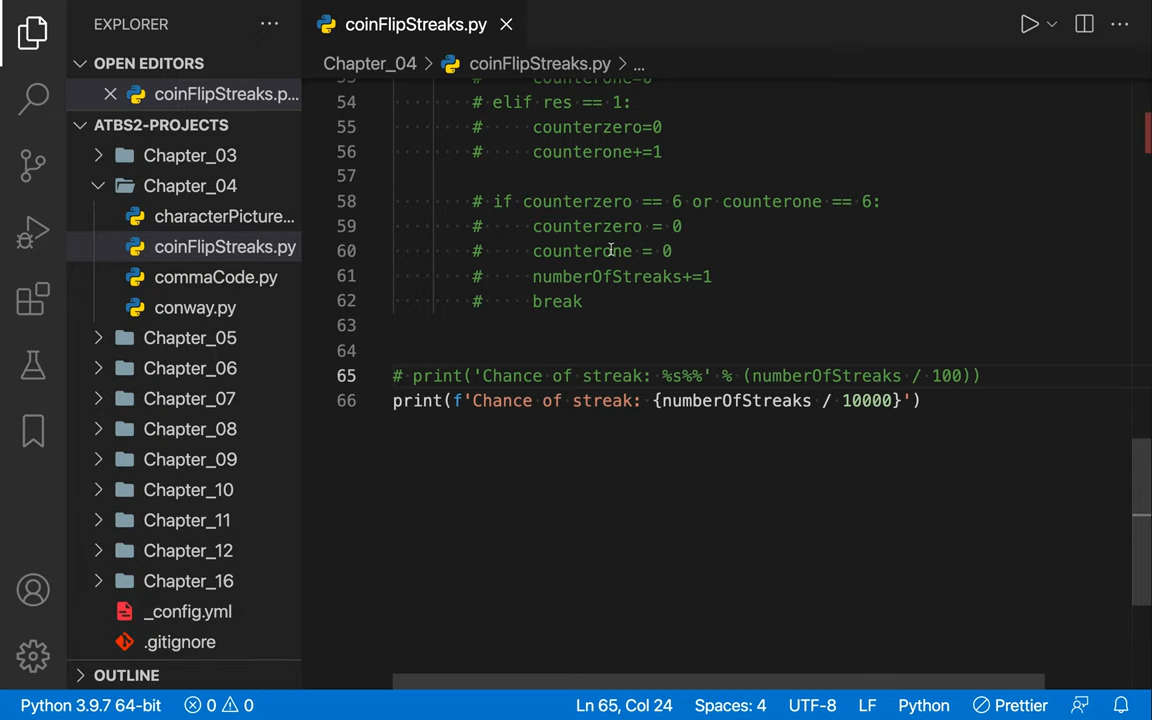 EXPLORER
coinFlipStreaks.py
OPEN EDITORS
coinFlipStreaks.p...
ATBS2-PROJECTS
Chapter_03
Chapter_04
characterPicture...
coinFlipStreaks.py
commaCode.py
conway.py
Chapter_05
Chapter_06
Chapter_07
Chapter_08
Chapter_09
Chapter_10
Chapter_11
Chapter_12
Chapter_16
_config.yml
.gitignore
OUTLINE
Chapter_04 > coinFlipStreaks.py > ...
53 # counterone=0
54 # elif res == 1:
55 # counterzero=0
56 # counterone+=1
57
58 # if counterzero == 6 or counterone == 6:
59 # counterzero = 0
60 # counterone = 0
61 # numberOfStreaks+=1
62 # break
63
64
65 # print('Chance of streak: %s%%' % (numberOfStreaks / 100))
66 print(f'Chance of streak: {numberOfStreaks / 10000}')
Python 3.9.7 64-bit 0 0 Ln 65, Col 24 Spaces: 4 UTF-8 LF Python Prettier